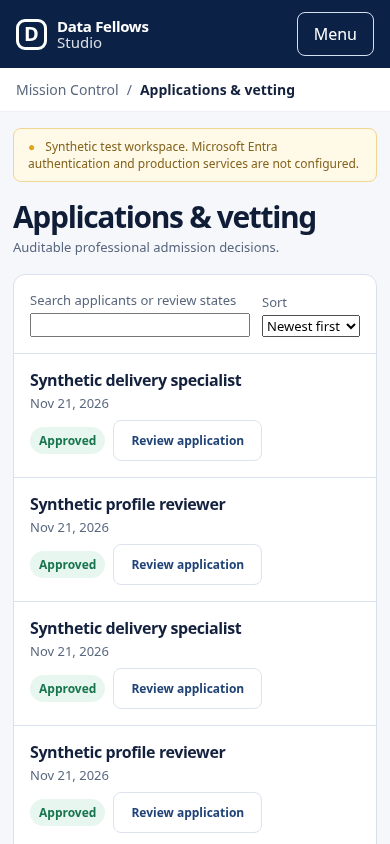 D
Data Fellows
Studio
Menu
Mission Control / Applications & vetting
Synthetic test workspace. Microsoft Entra
authentication and production services are not configured.
Applications & vetting
Auditable professional admission decisions.
Search applicants or review states
Sort
Newest first
Synthetic delivery specialist
Nov 21, 2026
Approved
Review application
Synthetic profile reviewer
Nov 21, 2026
Approved
Review application
Synthetic delivery specialist
Nov 21, 2026
Approved
Review application
Synthetic profile reviewer
Nov 21, 2026
Approved
Review application